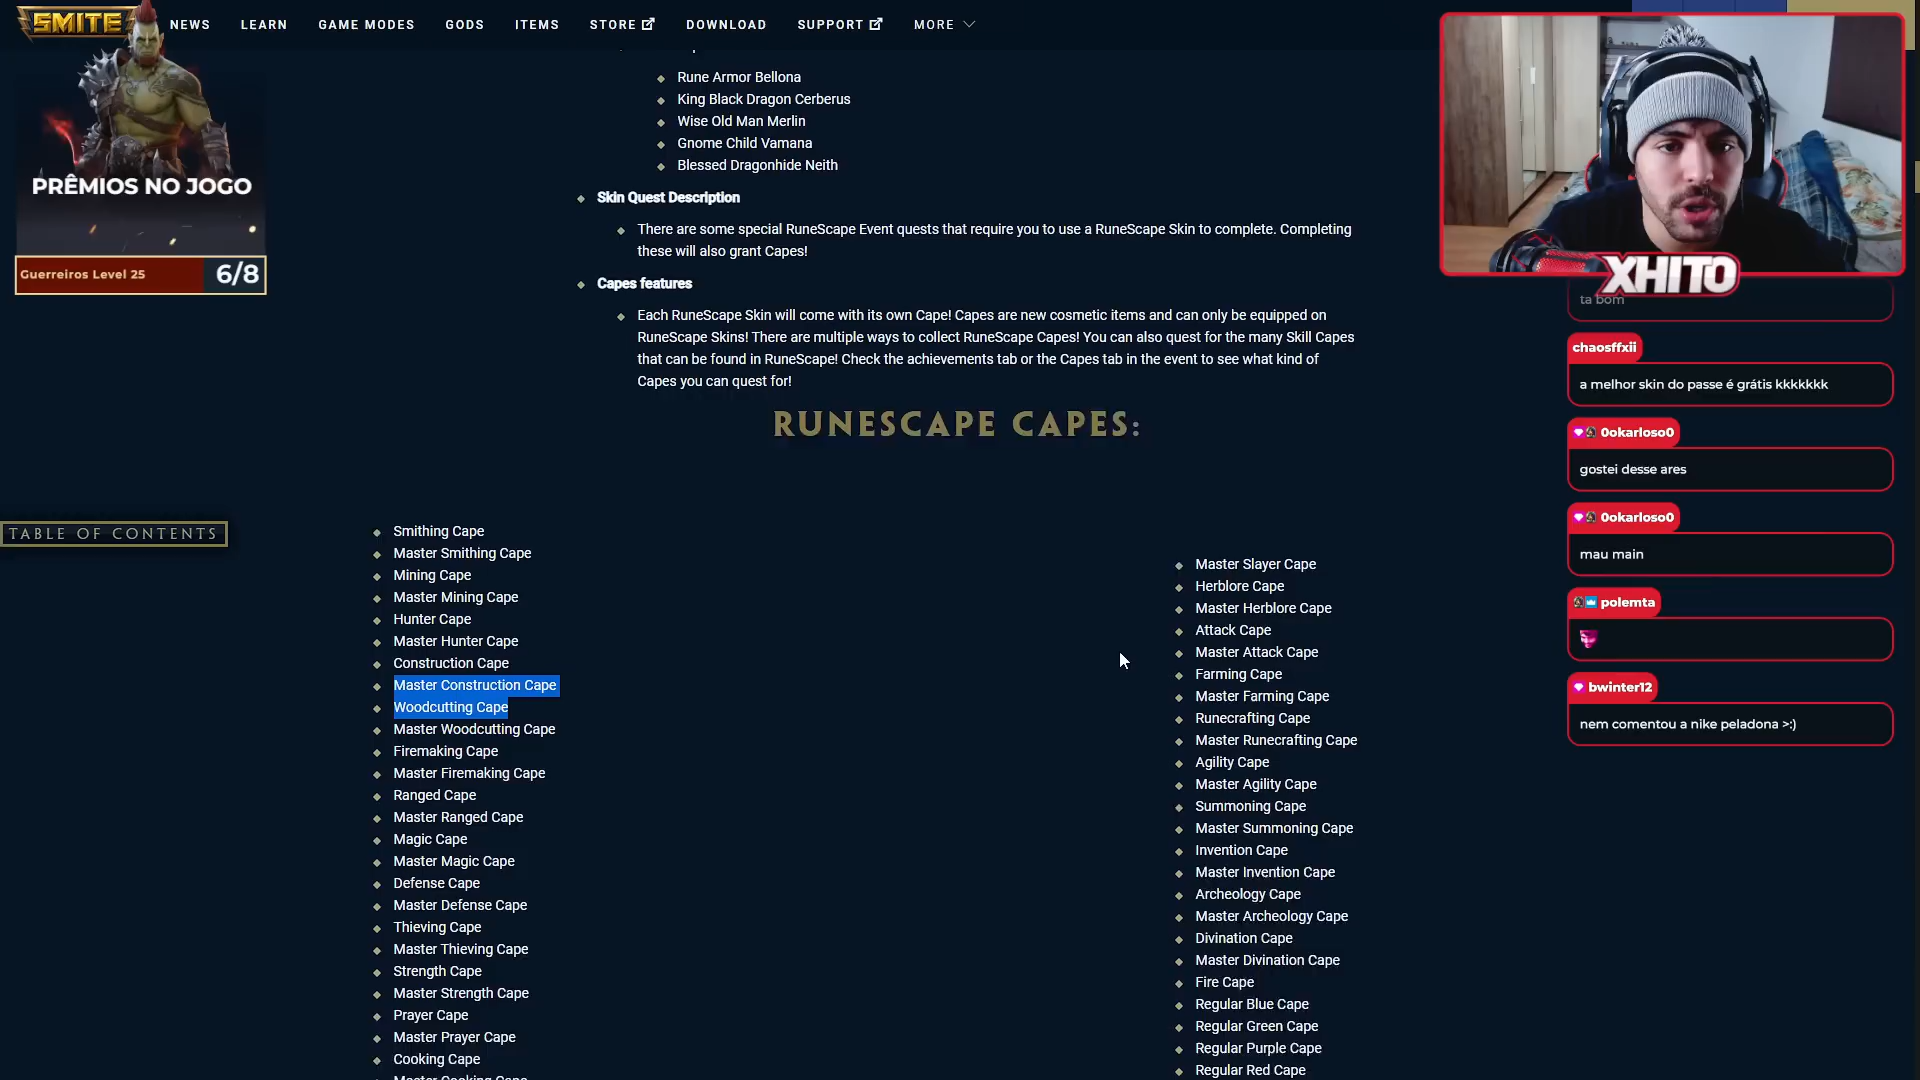 SMITE
NEWS
LEARN
GAME MODES
GODS
ITEMS
STORE
DOWNLOAD
SUPPORT
MORE
Rune Armor Bellona
King Black Dragon Cerberus
Wise Old Man Merlin
Gnome Child Vamana
Blessed Dragonhide Neith
PRÊMIOS NO JOGO
Guerreiros Level 25
6/8
Skin Quest Description
There are some special RuneScape Event quests that require you to use a RuneScape Skin to complete. Completing
these will also grant Capes!
Capes features
Each RuneScape Skin will come with its own Cape! Capes are new cosmetic items and can only be equipped on
RuneScape Skins! There are multiple ways to collect RuneScape Capes! You can also quest for the many Skill Capes
that can be found in RuneScape! Check the achievements tab or the Capes tab in the event to see what kind of
Capes you can quest for!
RUNESCAPE CAPES:
TABLE OF CONTENTS
Smithing Cape
Master Smithing Cape
Mining Cape
Master Mining Cape
Hunter Cape
Master Hunter Cape
Construction Cape
Master Construction Cape
Woodcutting Cape
Master Woodcutting Cape
Firemaking Cape
Master Firemaking Cape
Ranged Cape
Master Ranged Cape
Magic Cape
Master Magic Cape
Defense Cape
Master Defense Cape
Thieving Cape
Master Thieving Cape
Strength Cape
Master Strength Cape
Prayer Cape
Master Prayer Cape
Cooking Cape
Master Cooking Cape
Master Slayer Cape
Herblore Cape
Master Herblore Cape
Attack Cape
Master Attack Cape
Farming Cape
Master Farming Cape
Runecrafting Cape
Master Runecrafting Cape
Agility Cape
Master Agility Cape
Summoning Cape
Master Summoning Cape
Invention Cape
Master Invention Cape
Archeology Cape
Master Archeology Cape
Divination Cape
Master Divination Cape
Fire Cape
Regular Blue Cape
Regular Green Cape
Regular Purple Cape
Regular Red Cape
XHITO
ta bom
chaosffxii
a melhor skin do passe é grátis kkkkkkk
0okarloso0
gostei desse ares
0okarloso0
mau main
polemta
bwinter12
nem comentou a nike peladona >:)